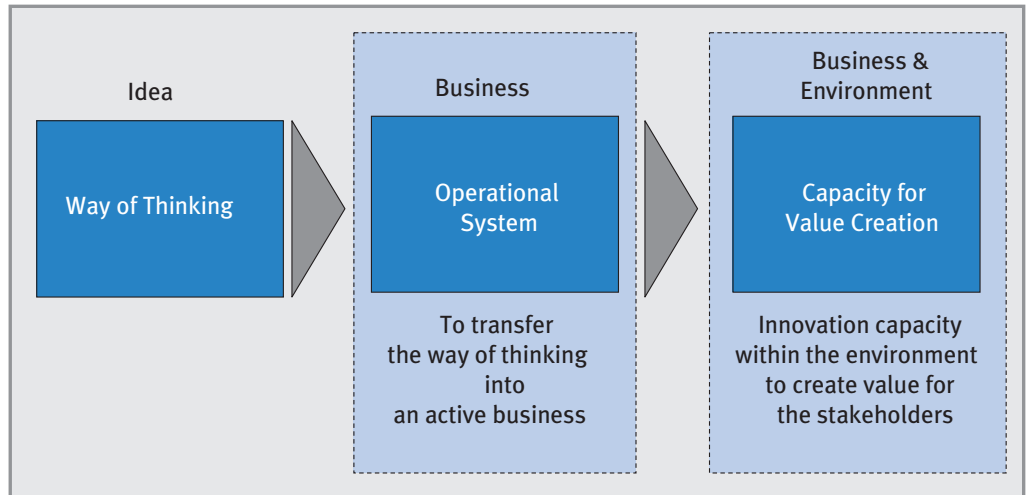 Idea
Way of Thinking
Business
Operational
System
To transfer
the way of thinking
into
an active business
Business &
Environment
Capacity for
Value Creation
Innovation capacity
within the environment
to create value for
the stakeholders